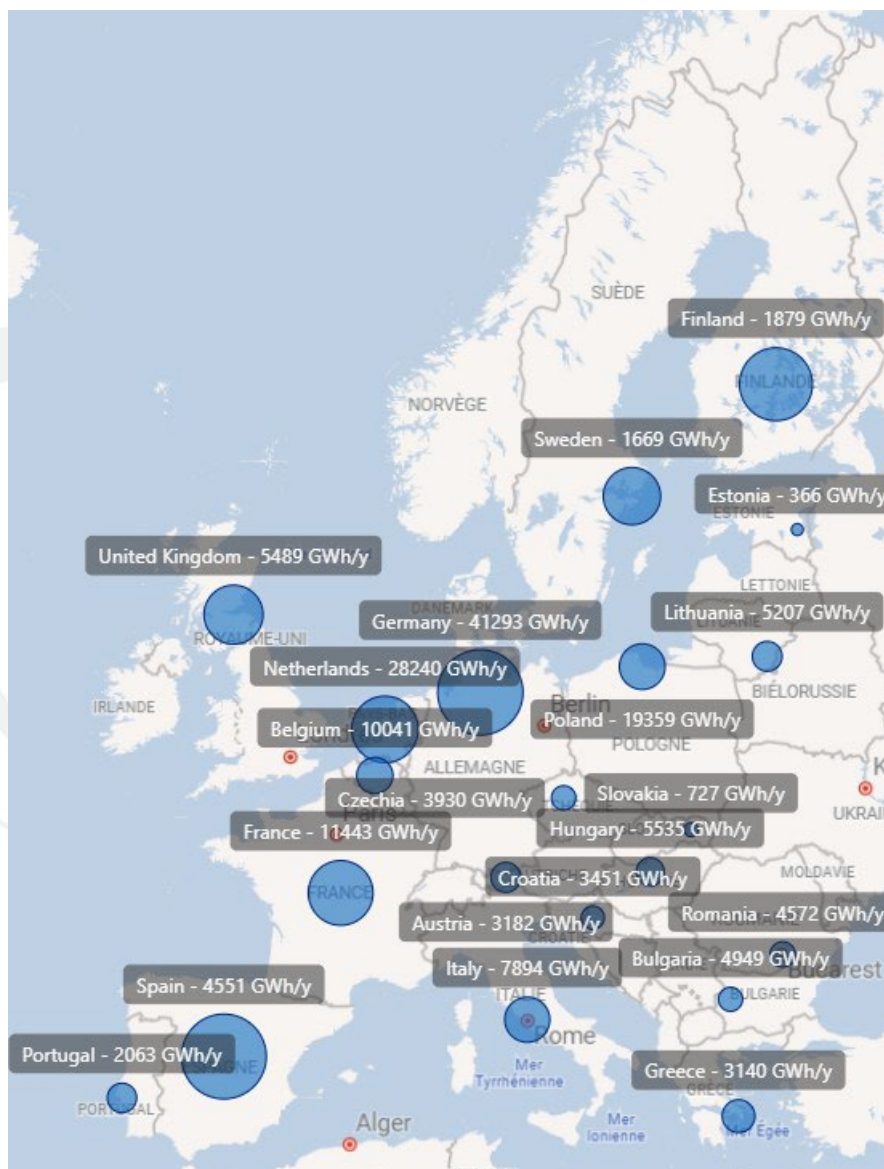 SUÈDE
Finland - 1879 GWh/y
FINLANDE
NORVÈGE
Sweden - 1669 GWh/y
Estonia - 366 GWh/y
ESTONIE
United Kingdom - 5489 GWh/y
LETTONIE
DANEMARK
Lithuania - 5207 GWh/y
Germany - 41293 GWh/y
LITUANIE
ROYAUME-UNI
Netherlands - 28240 GWh/y
BIÉLORUSSIE
IRLANDE
Berlin
Belgium - 10041 GWh/y
Poland - 19359 GWh/y
POLOGNE
ALLEMAGNE
K
Czechia - 3930 GWh/y
Slovakia - 727 GWh/y
Paris
UKRAI
France - 11443 GWh/y
Hungary - 5535 GWh/y
MOLDAVIE
Croatia - 3451 GWh/y
FRANCE
Austria - 3182 GWh/y
Romania - 4572 GWh/y
CROATIE
Italy - 7894 GWh/y
Bulgaria - 4949 GWh/y
Bucarest
Spain - 4551 GWh/y
ITALIE
BULGARIE
Rome
Portugal - 2063 GWh/y
ESPAGNE
Mer
Tyrrhénienne
Greece - 3140 GWh/y
GRÈCE
PORTUGAL
Alger
Mer
Ionienne
Mer Égée